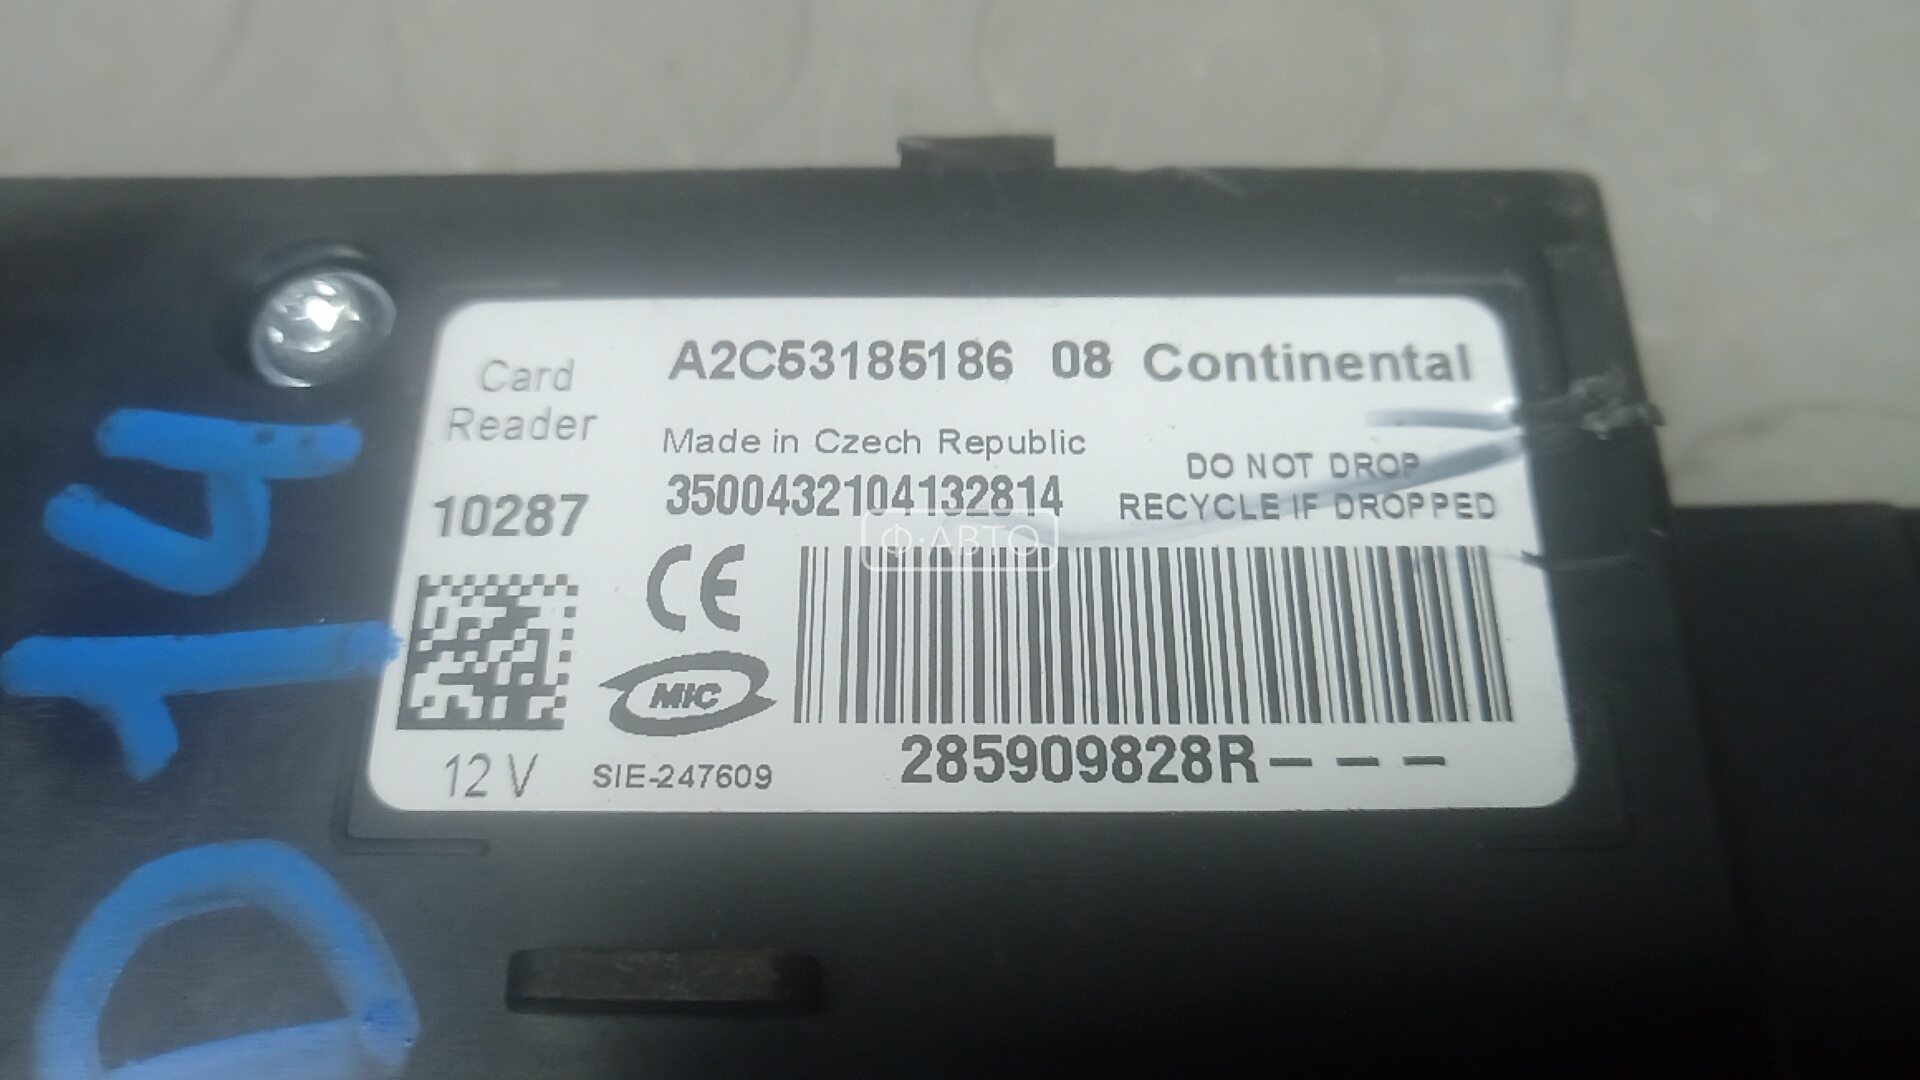 A2C53185186 08 Continental
Card
Reader
Made in Czech Republic
3500432104132814
DO NOT DROP
RECYCLE IF DROPPED
10287
Ф·АВТО
CE
MIC
12 V
SIE-247609
285909828R---
D14